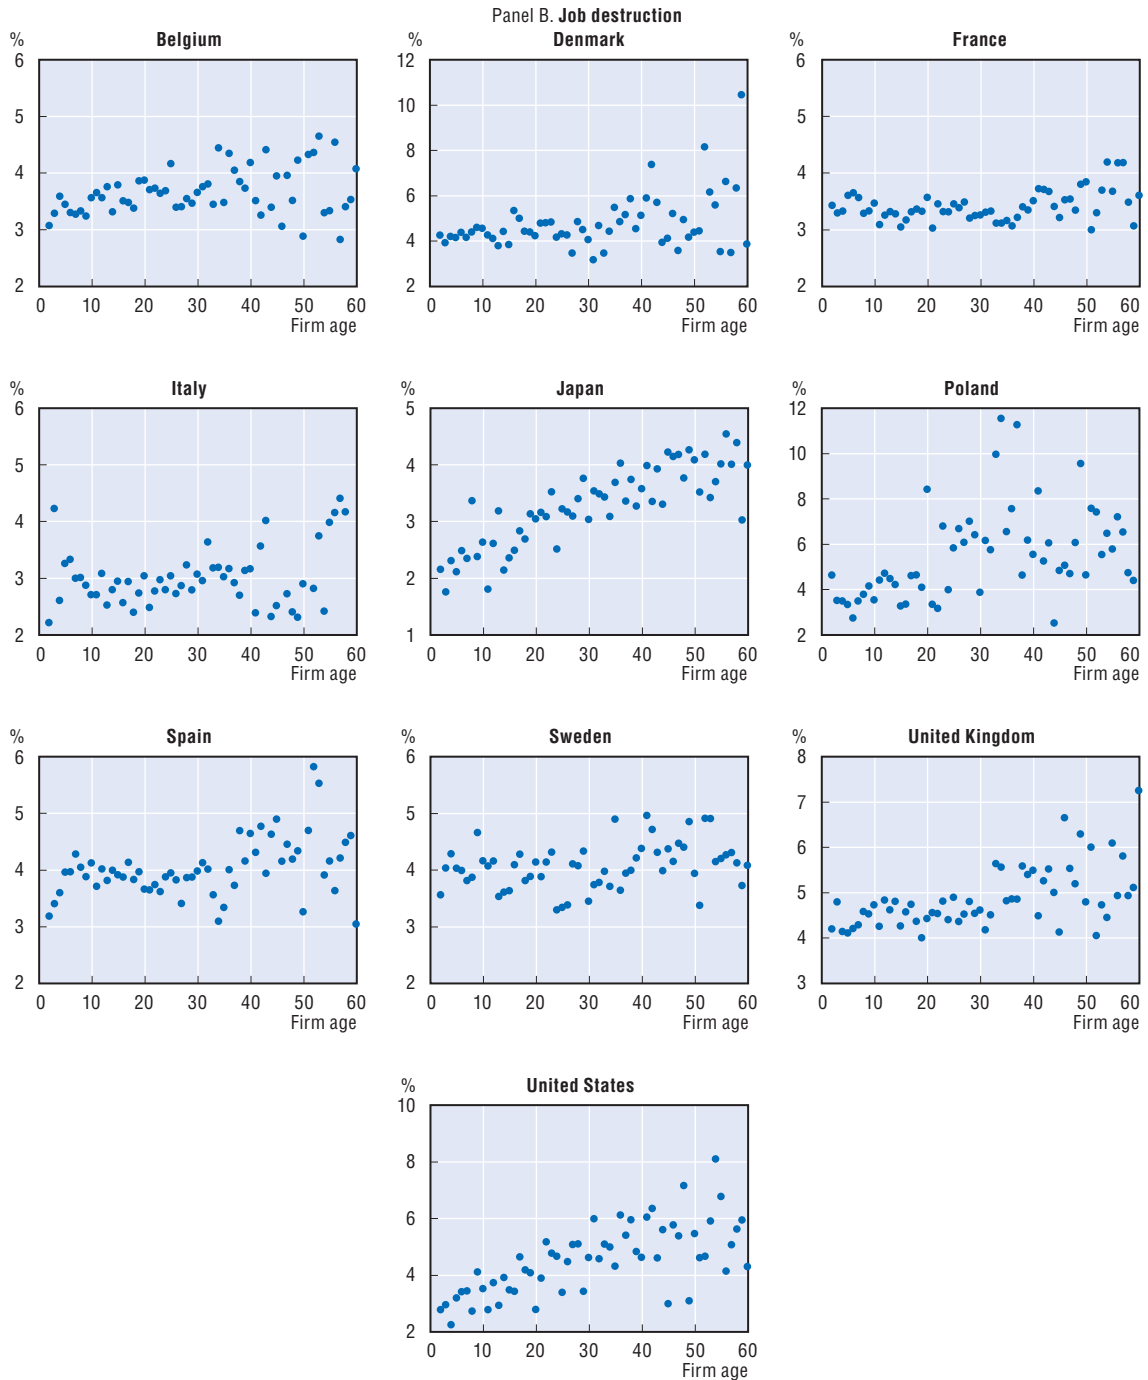 Panel B. Job destruction
% Belgium
6
5
4
3
2
0 10 20 30 40 50 60
Firm age
% Denmark
12
10
8
6
4
2
0 10 20 30 40 50 60
Firm age
% France
6
5
4
3
2
0 10 20 30 40 50 60
Firm age
% Italy
6
5
4
3
2
0 10 20 30 40 50 60
Firm age
% Japan
5
4
3
2
1
0 10 20 30 40 50 60
Firm age
% Poland
12
10
8
6
4
2
0 10 20 30 40 50 60
Firm age
% Spain
6
5
4
3
2
0 10 20 30 40 50 60
Firm age
% Sweden
6
5
4
3
2
0 10 20 30 40 50 60
Firm age
% United Kingdom
8
7
6
5
4
3
0 10 20 30 40 50 60
Firm age
% United States
10
8
6
4
2
0 10 20 30 40 50 60
Firm age